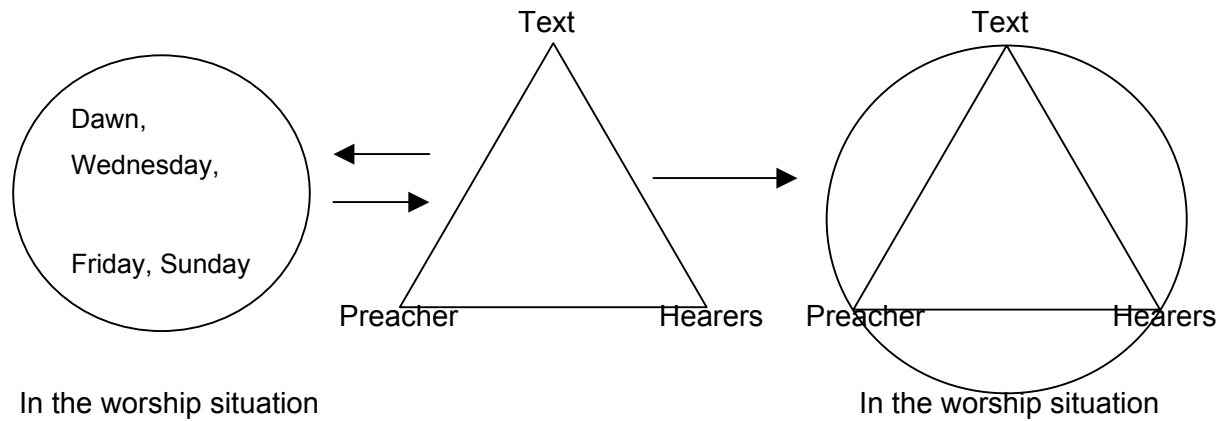 Text
Text
Dawn,
Wednesday,
Friday, Sunday
Preacher
Hearers
Preacher
Hearers
In the worship situation
In the worship situation